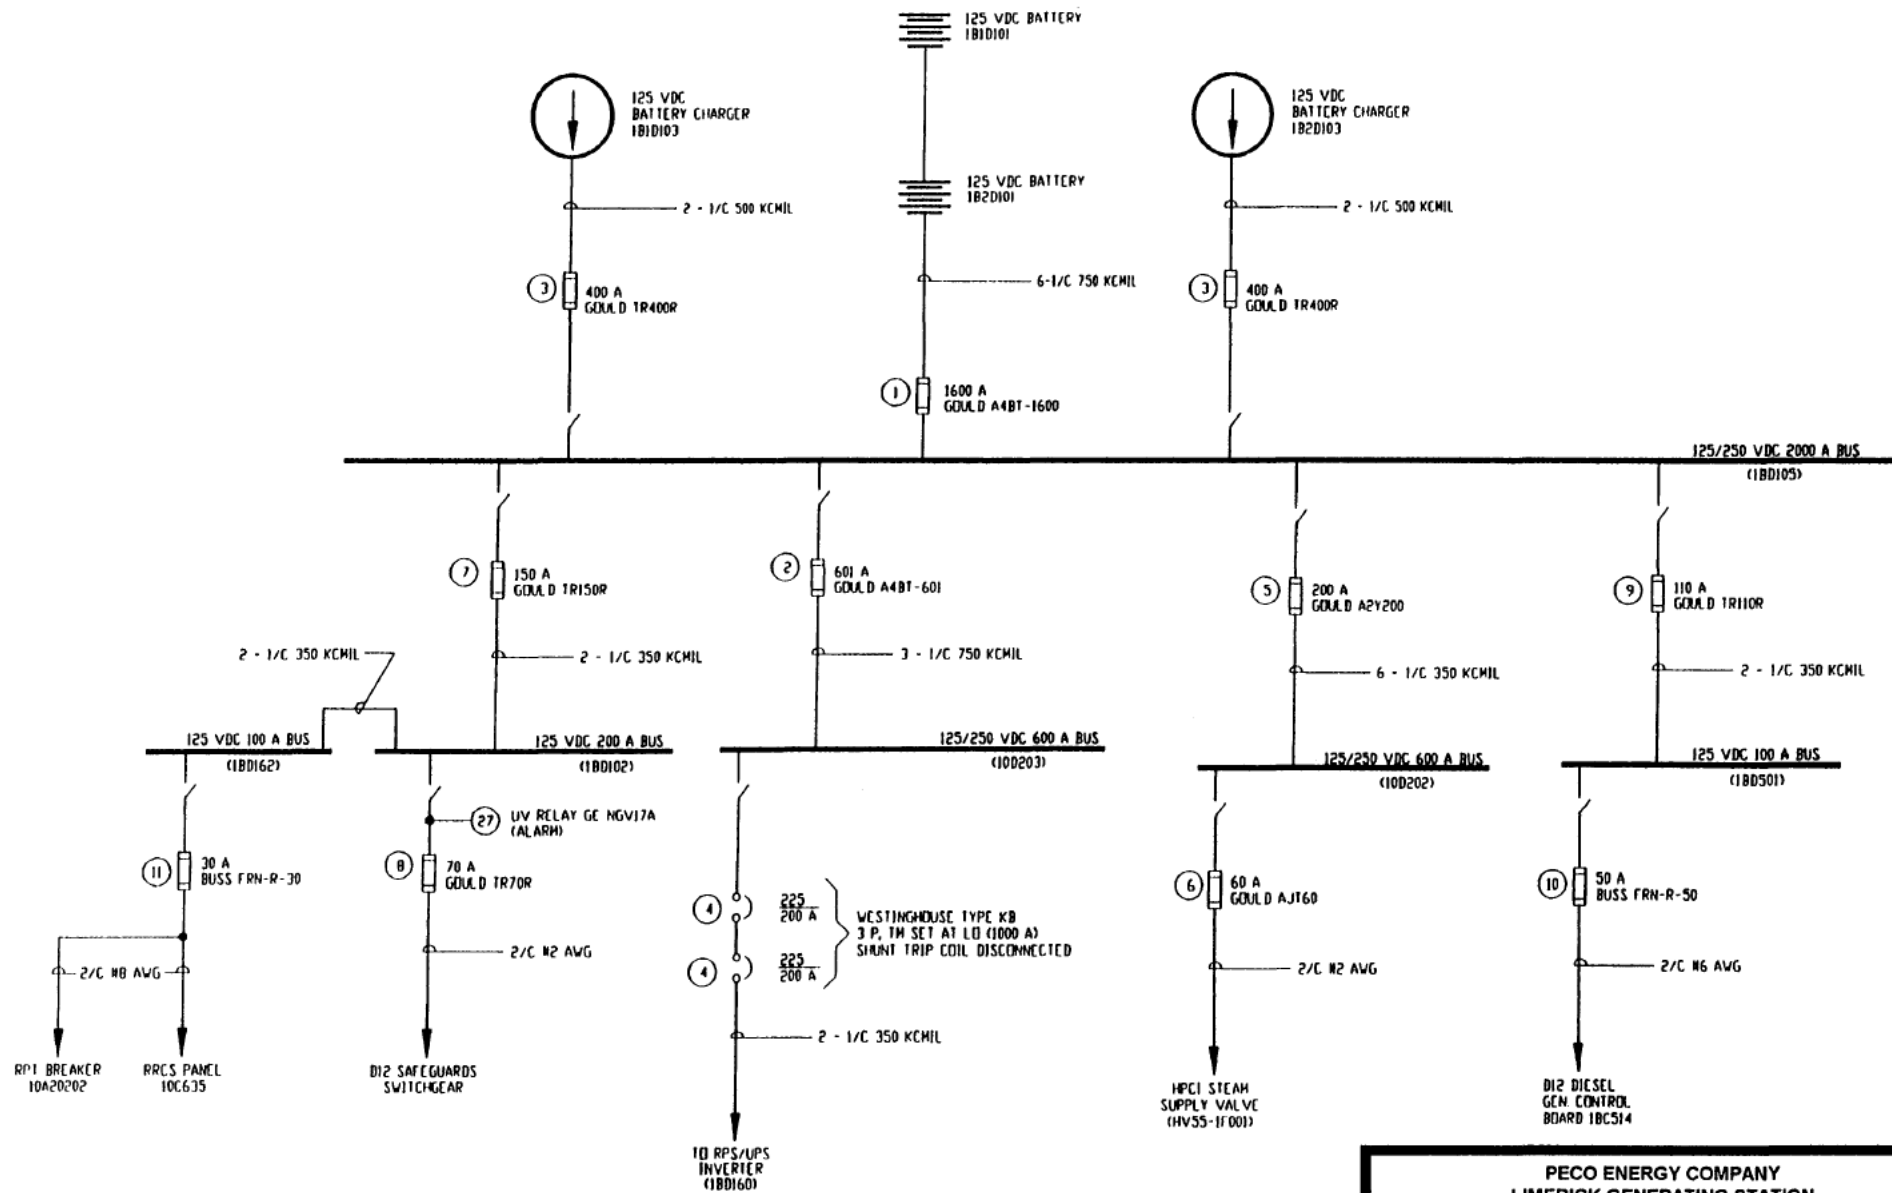 125 VDC BATTERY
1B1D101
125 VDC
BATTERY CHARGER
1B1D103
125 VDC
BATTERY CHARGER
1B2D103
125 VDC BATTERY
1B2D101
2 - 1/C 500 KCMIL
2 - 1/C 500 KCMIL
6-1/C 750 KCMIL
3
400 A
GOULD TR400R
3
400 A
GOULD TR400R
1
1600 A
GOULD A4BT-1600
125/250 VDC 2000 A BUS
(1BD105)
7
150 A
GOULD TR150R
2
601 A
GOULD A4BT-601
5
200 A
GOULD A2Y200
9
110 A
GOULD TR110R
2 - 1/C 350 KCMIL
2 - 1/C 350 KCMIL
3 - 1/C 750 KCMIL
6 - 1/C 350 KCMIL
2 - 1/C 350 KCMIL
125 VDC 100 A BUS
(1BD162)
125 VDC 200 A BUS
(1BD102)
125/250 VDC 600 A BUS
(10D203)
125/250 VDC 600 A BUS
(10D202)
125 VDC 100 A BUS
(1BD501)
27
UV RELAY GE NGV17A
(ALARM)
11
30 A
BUSS FRN-R-30
8
70 A
GOULD TR70R
4
225
200 A
4
225
200 A
WESTINGHOUSE TYPE KB
3 P, TM SET AT LO (1000 A)
SHUNT TRIP COIL DISCONNECTED
6
60 A
GOULD AJT60
10
50 A
BUSS FRN-R-50
2/C #8 AWG
2/C #2 AWG
2 - 1/C 350 KCMIL
2/C #2 AWG
2/C #6 AWG
RPT BREAKER
10A20202
RRCS PANEL
10C635
D12 SAFEGUARDS
SWITCHGEAR
TO RPS/UPS
INVERTER
(1BD160)
HPCI STEAM
SUPPLY VALVE
(HV55-1F001)
D12 DIESEL
GEN. CONTROL
BOARD 1BC514
PECO ENERGY COMPANY
LIMERICK GENERATING STATION